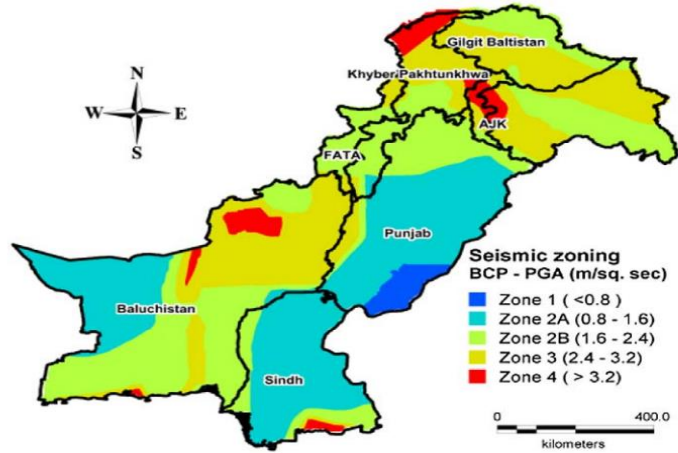 Gilgit Baltistan
Khyber Pakhtunkhwa
N
W E
S
AJK
FATA
Punjab
Baluchistan
Sindh
Seismic zoning
BCP - PGA (m/sq. sec)
Zone 1 ( <0.8 )
Zone 2A (0.8 - 1.6)
Zone 2B (1.6 - 2.4)
Zone 3 (2.4 - 3.2)
Zone 4 ( > 3.2)
0 400.0
kilometers